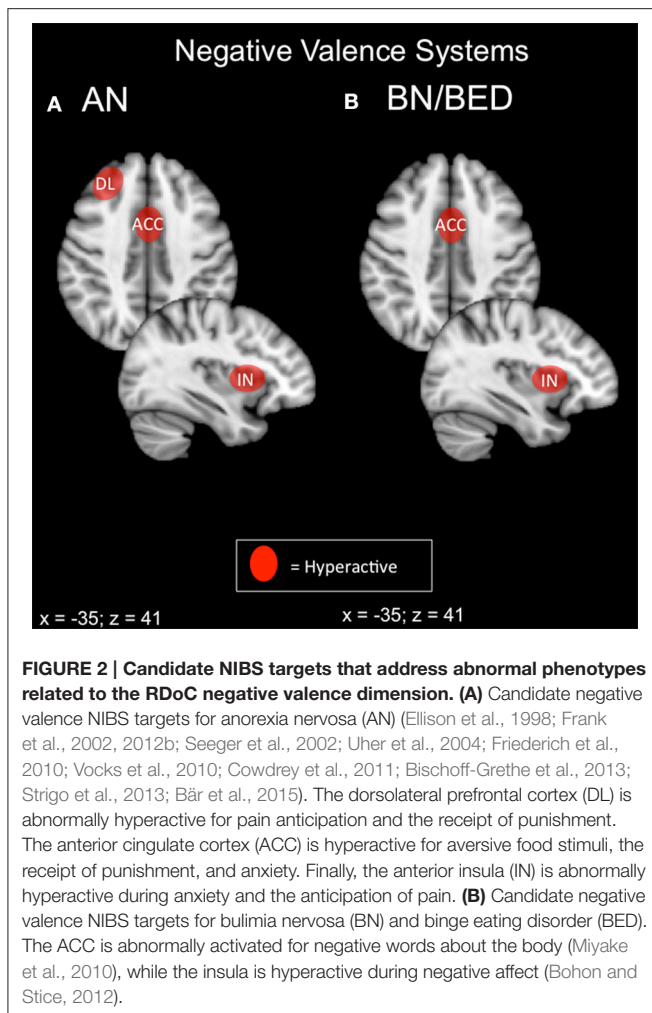 Negative Valence Systems
A AN
B BN/BED
DL
ACC
ACC
IN
IN
= Hyperactive
x = -35; z = 41
x = -35; z = 41
FIGURE 2 | Candidate NIBS targets that address abnormal phenotypes
related to the RDoC negative valence dimension. (A) Candidate negative
valence NIBS targets for anorexia nervosa (AN) (Ellison et al., 1998; Frank
et al., 2002, 2012b; Seeger et al., 2002; Uher et al., 2004; Friederich et al.,
2010; Vocks et al., 2010; Cowdrey et al., 2011; Bischoff-Grethe et al., 2013;
Strigo et al., 2013; Bär et al., 2015). The dorsolateral prefrontal cortex (DL) is
abnormally hyperactive for pain anticipation and the receipt of punishment.
The anterior cingulate cortex (ACC) is hyperactive for aversive food stimuli, the
receipt of punishment, and anxiety. Finally, the anterior insula (IN) is abnormally
hyperactive during anxiety and the anticipation of pain. (B) Candidate negative
valence NIBS targets for bulimia nervosa (BN) and binge eating disorder (BED).
The ACC is abnormally activated for negative words about the body (Miyake
et al., 2010), while the insula is hyperactive during negative affect (Bohon and
Stice, 2012).